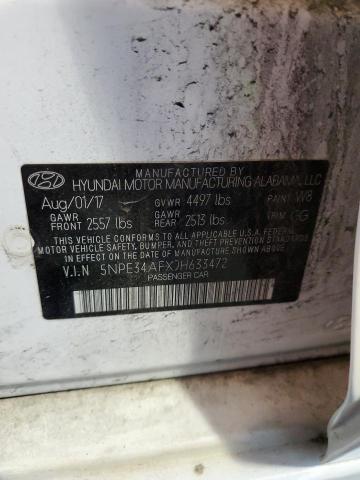 MANUFACTURED BY
HYUNDAI MOTOR MANUFACTURING ALABAMA, LLC
Aug/01/17 GVWR 4497 lbs PAINT W8
GAWR FRONT 2557 lbs GAWR REAR 2513 lbs TRIM
THIS VEHICLE CONFORMS TO ALL APPLICABLE U.S.A. FEDERAL
MOTOR VEHICLE SAFETY, BUMPER, AND THEFT PREVENTION STANDARDS
IN EFFECT ON THE DATE OF MANUFACTURE SHOWN ABOVE.
V.I.N 5NPE34AFXJH633472
PASSENGER CAR